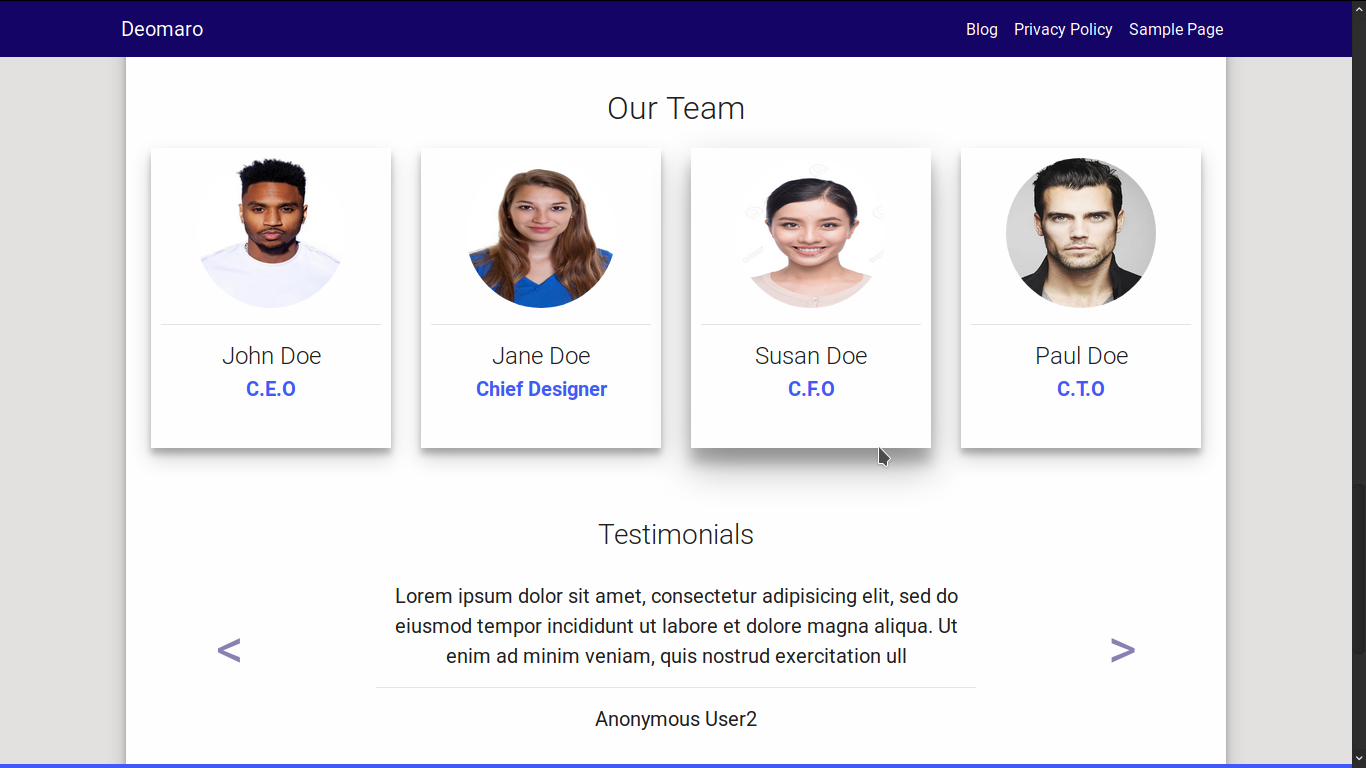 Deomaro
Blog Privacy Policy Sample Page
Our Team
John Doe
C.E.O
Jane Doe
Chief Designer
Susan Doe
C.F.O
Paul Doe
C.T.O
Testimonials
Lorem ipsum dolor sit amet, consectetur adipisicing elit, sed do
eiusmod tempor incididunt ut labore et dolore magna aliqua. Ut
enim ad minim veniam, quis nostrud exercitation ull
< >
Anonymous User2